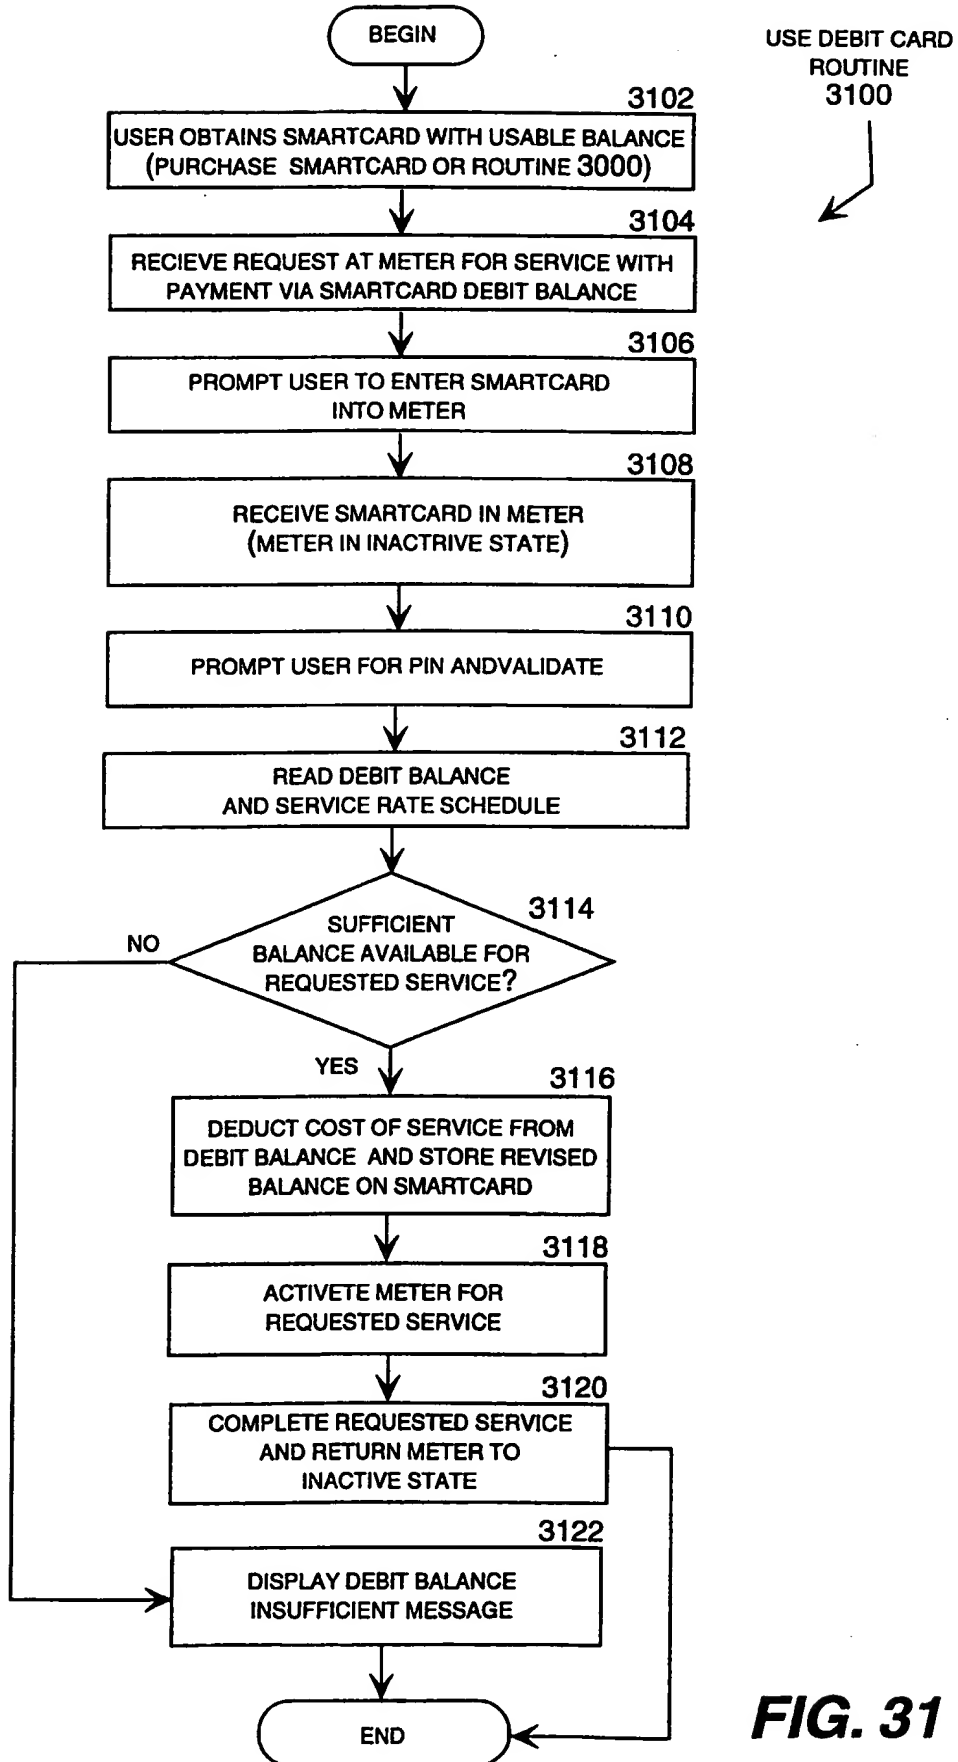 BEGIN
USE DEBIT CARD
ROUTINE
3100
3102
USER OBTAINS SMARTCARD WITH USABLE BALANCE
(PURCHASE SMARTCARD OR ROUTINE 3000)
3104
RECIEVE REQUEST AT METER FOR SERVICE WITH
PAYMENT VIA SMARTCARD DEBIT BALANCE
3106
PROMPT USER TO ENTER SMARTCARD
INTO METER
3108
RECEIVE SMARTCARD IN METER
(METER IN INACTRIVE STATE)
3110
PROMPT USER FOR PIN ANDVALIDATE
3112
READ DEBIT BALANCE
AND SERVICE RATE SCHEDULE
3114
SUFFICIENT
BALANCE AVAILABLE FOR
REQUESTED SERVICE?
NO
YES
3116
DEDUCT COST OF SERVICE FROM
DEBIT BALANCE AND STORE REVISED
BALANCE ON SMARTCARD
3118
ACTIVETE METER FOR
REQUESTED SERVICE
3120
COMPLETE REQUESTED SERVICE
AND RETURN METER TO
INACTIVE STATE
3122
DISPLAY DEBIT BALANCE
INSUFFICIENT MESSAGE
END
FIG. 31